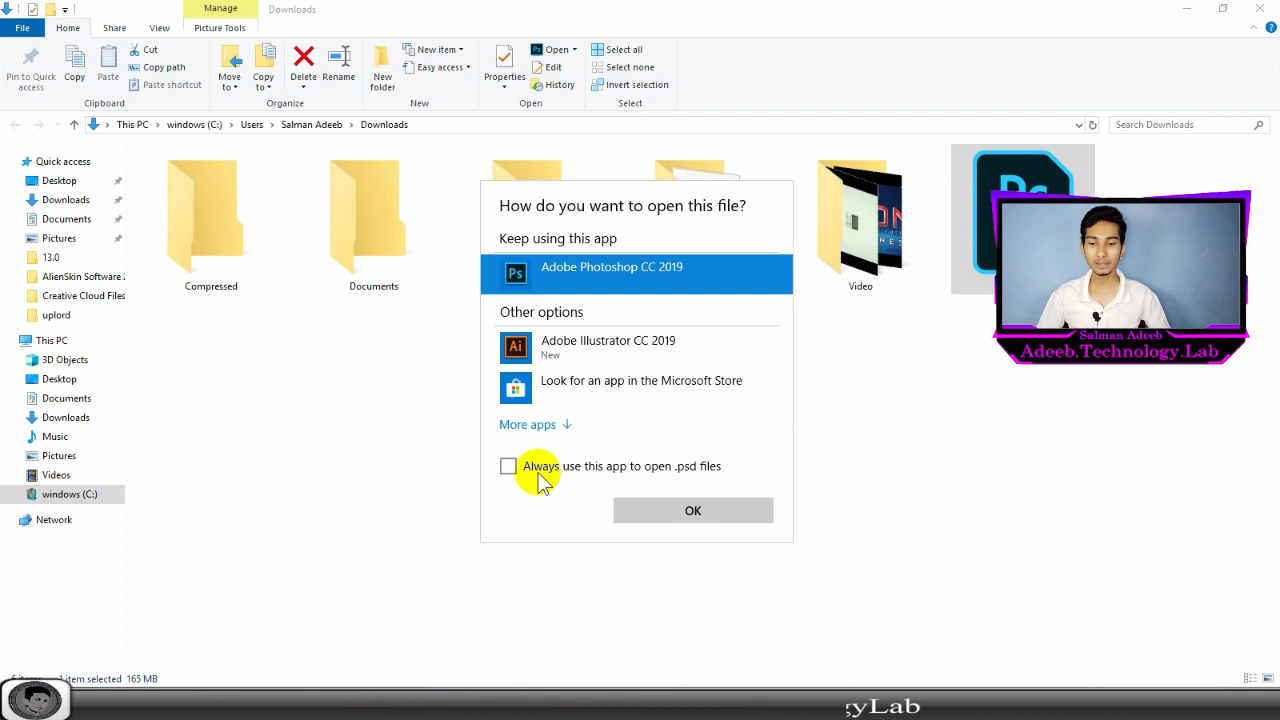 Manage
Downloads
File
Home
Share
View
Picture Tools
Pin to Quick access
Copy
Paste
Cut
Copy path
Paste shortcut
Clipboard
Move to
Copy to
Delete
Rename
Organize
New folder
New item
Easy access
New
Properties
Ps Open
Edit
History
Open
Select all
Select none
Invert selection
Select
This PC > windows (C:) > Users > Salman Adeeb > Downloads
Search Downloads
Quick access
Desktop
Downloads
Documents
Pictures
13.0
AlienSkin Software 2
Creative Cloud Files
uplord
This PC
3D Objects
Desktop
Documents
Downloads
Music
Pictures
Videos
windows (C:)
Network
Compressed
Documents
Video
Ps
How do you want to open this file?
Keep using this app
Ps Adobe Photoshop CC 2019
Other options
Ai Adobe Illustrator CC 2019
New
Look for an app in the Microsoft Store
More apps
Always use this app to open .psd files
OK
Salman Adeeb
Adeeb.Technology.Lab
1 item selected 165 MB
gyLab